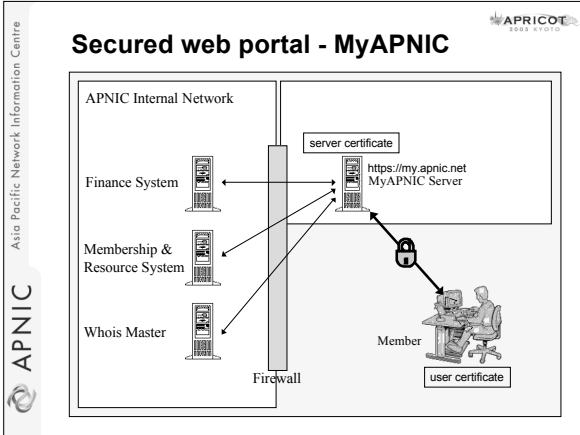 APRICOT
2005 KYOTO
Secured web portal - MyAPNIC
Asia Pacific Network Information Centre
APNIC
APNIC Internal Network
server certificate
https://my.apnic.net
MyAPNIC Server
Finance System
Membership &
Resource System
Whois Master
Member
Firewall
user certificate